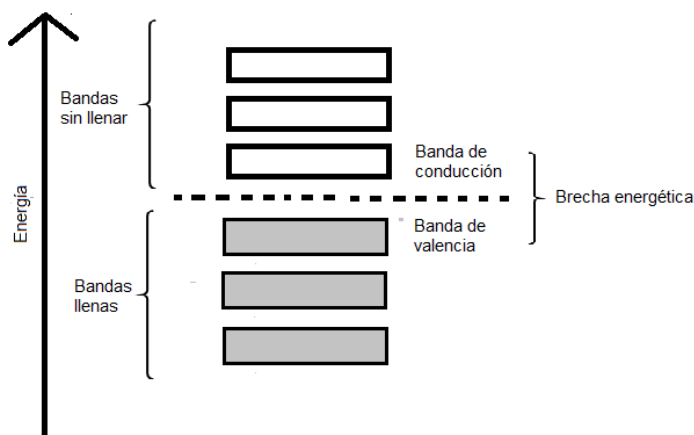 Bandas
sin llenar
Banda de
conducción
Brecha energética
Energía
Banda de
valencia
Bandas
llenas